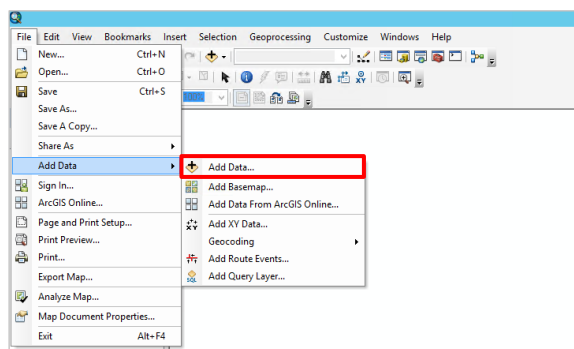 File Edit View Bookmarks Insert Selection Geoprocessing Customize Windows Help
New... Ctrl+N
Open... Ctrl+O
Save Ctrl+S
Save As...
Save A Copy...
Share As
Add Data
Add Data...
Sign In...
Add Basemap...
ArcGIS Online...
Add Data From ArcGIS Online...
Page and Print Setup...
Add XY Data...
Print Preview...
Geocoding
Print...
Add Route Events...
Export Map...
SQL Add Query Layer...
Analyze Map...
Map Document Properties...
Exit Alt+F4